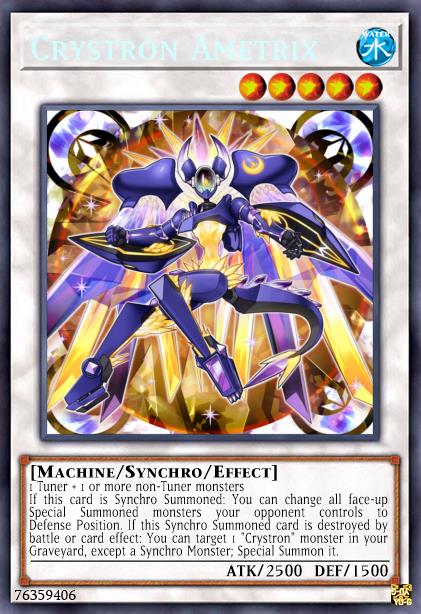 Crystron Ametrix
WATER
水
[Machine/Synchro/Effect]
1 Tuner + 1 or more non-Tuner monsters
If this card is Synchro Summoned: You can change all face-up
Special Summoned monsters your opponent controls to
Defense Position. If this Synchro Summoned card is destroyed by
battle or card effect: You can target 1 "Crystron" monster in your
Graveyard, except a Synchro Monster; Special Summon it.
ATK/2500 DEF/1500
76359406